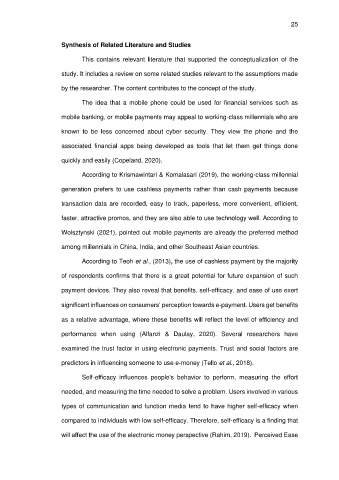 25
Synthesis of Related Literature and Studies
This contains relevant literature that supported the conceptualization of the
study. It includes a review on some related studies relevant to the assumptions made
by the researcher. The content contributes to the concept of the study.
The idea that a mobile phone could be used for financial services such as
mobile banking, or mobile payments may appeal to working-class millennials who are
known to be less concerned about cyber security. They view the phone and the
associated financial apps being developed as tools that let them get things done
quickly and easily (Copeland, 2020).
According to Krismawintari & Komalasari (2019), the working-class millennial
generation prefers to use cashless payments rather than cash payments because
transaction data are recorded, easy to track, paperless, more convenient, efficient,
faster, attractive promos, and they are also able to use technology well. According to
Wolsztynski (2021), pointed out mobile payments are already the preferred method
among millennials in China, India, and other Southeast Asian countries.
According to Teoh et al., (2013), the use of cashless payment by the majority
of respondents confirms that there is a great potential for future expansion of such
payment devices. They also reveal that benefits, self-efficacy, and ease of use exert
significant influences on consumers' perception towards e-payment. Users get benefits
as a relative advantage, where these benefits will reflect the level of efficiency and
performance when using (Alfanzi & Daulay, 2020). Several researchers have
examined the trust factor in using electronic payments. Trust and social factors are
predictors in influencing someone to use e-money (Tello et al., 2018).
Self-efficacy influences people's behavior to perform, measuring the effort
needed, and measuring the time needed to solve a problem. Users involved in various
types of communication and function media tend to have higher self-efficacy when
compared to individuals with low self-efficacy. Therefore, self-efficacy is a finding that
will affect the use of the electronic money perspective (Rahim, 2019). Perceived Ease